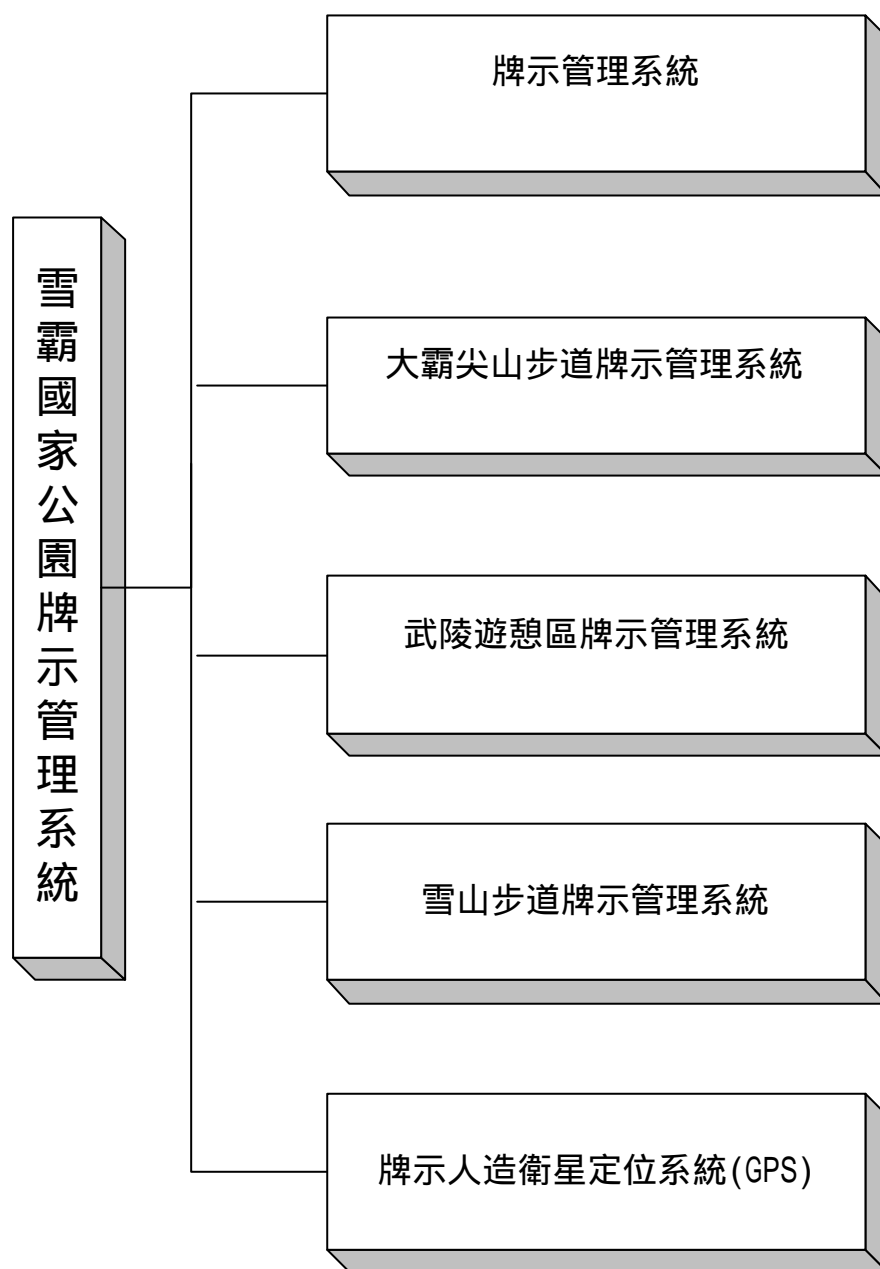 雪霸國家公園牌示管理系統
牌示管理系統
大霸尖山步道牌示管理系統
武陵遊憩區牌示管理系統
雪山步道牌示管理系統
牌示人造衛星定位系統(GPS)